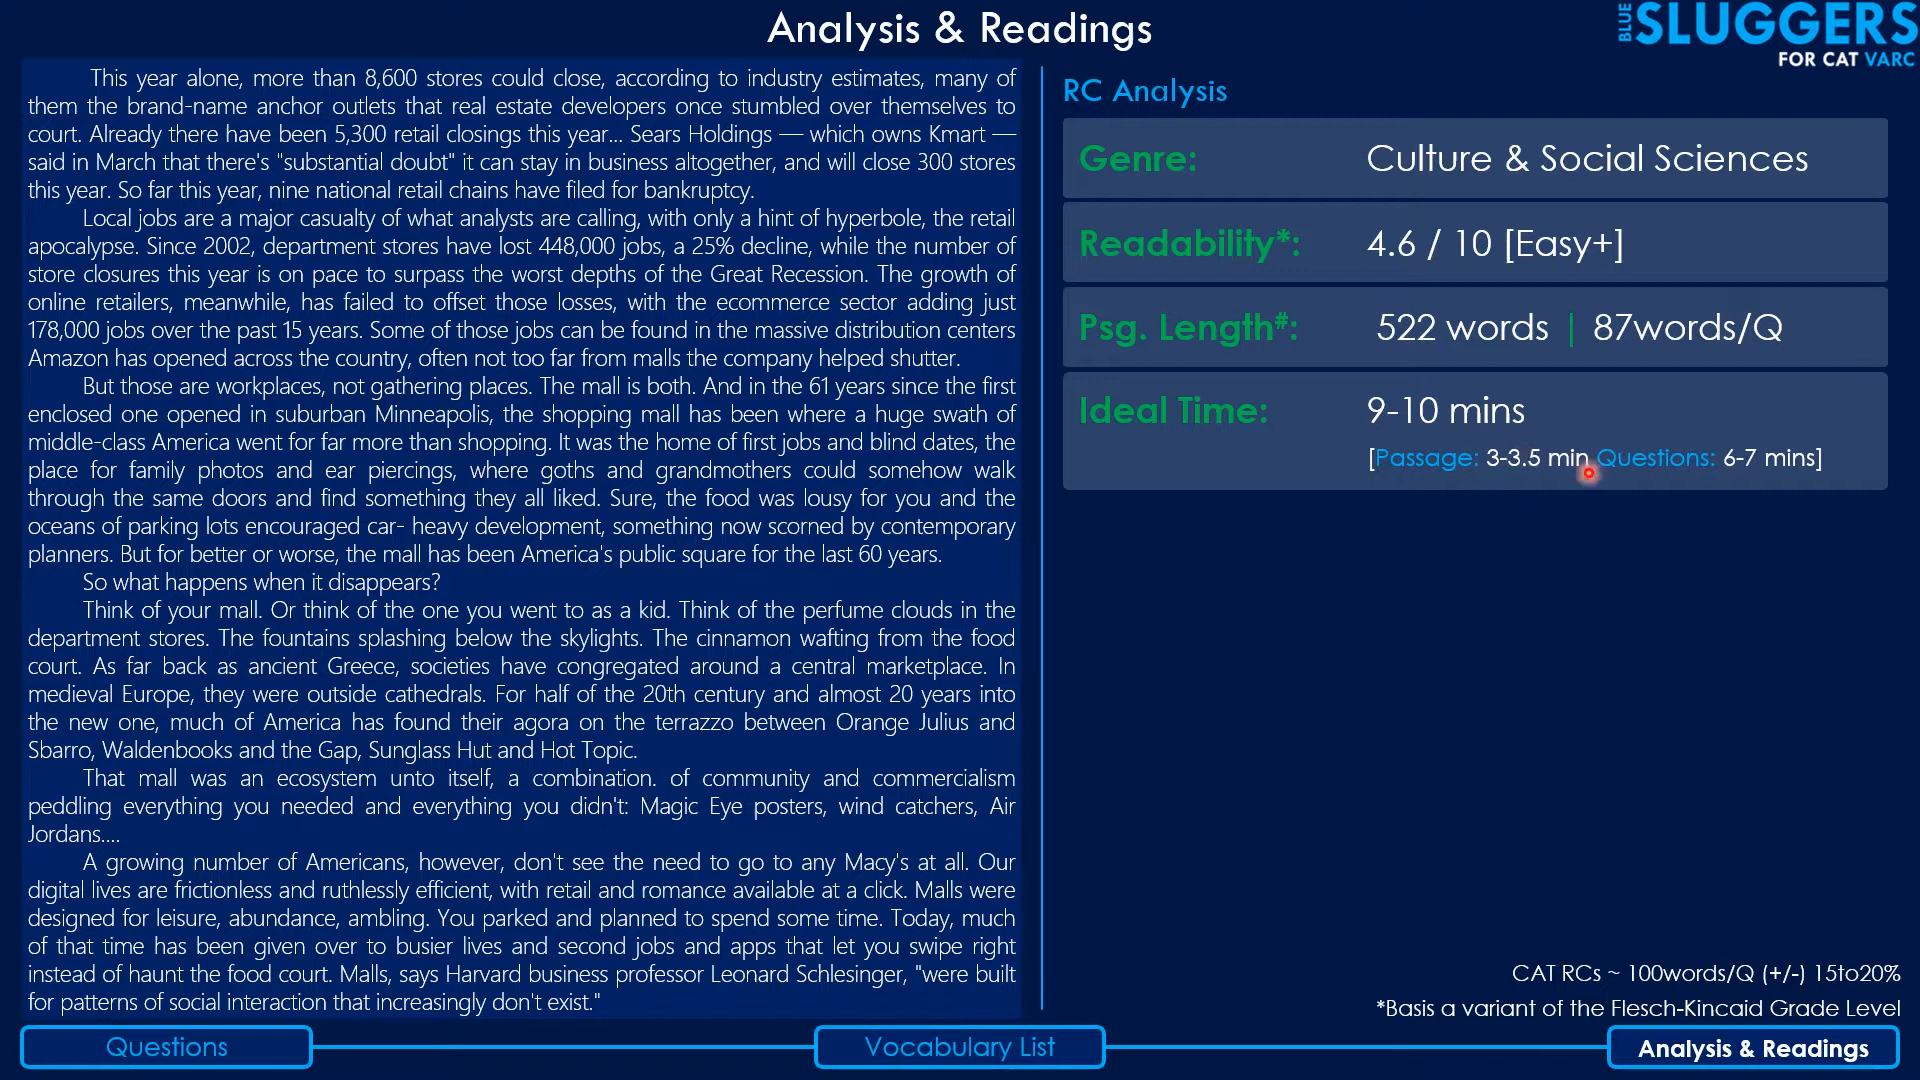 Analysis & Readings
BLUE SLUGGERS
FOR CAT VARC
This year alone, more than 8,600 stores could close, according to industry estimates, many of
them the brand-name anchor outlets that real estate developers once stumbled over themselves to
court. Already there have been 5,300 retail closings this year... Sears Holdings — which owns Kmart —
said in March that there's "substantial doubt" it can stay in business altogether, and will close 300 stores
this year. So far this year, nine national retail chains have filed for bankruptcy.
Local jobs are a major casualty of what analysts are calling, with only a hint of hyperbole, the retail
apocalypse. Since 2002, department stores have lost 448,000 jobs, a 25% decline, while the number of
store closures this year is on pace to surpass the worst depths of the Great Recession. The growth of
online retailers, meanwhile, has failed to offset those losses, with the ecommerce sector adding just
178,000 jobs over the past 15 years. Some of those jobs can be found in the massive distribution centers
Amazon has opened across the country, often not too far from malls the company helped shutter.
But those are workplaces, not gathering places. The mall is both. And in the 61 years since the first
enclosed one opened in suburban Minneapolis, the shopping mall has been where a huge swath of
middle-class America went for far more than shopping. It was the home of first jobs and blind dates, the
place for family photos and ear piercings, where goths and grandmothers could somehow walk
through the same doors and find something they all liked. Sure, the food was lousy for you and the
oceans of parking lots encouraged car- heavy development, something now scorned by contemporary
planners. But for better or worse, the mall has been America's public square for the last 60 years.
So what happens when it disappears?
Think of your mall. Or think of the one you went to as a kid. Think of the perfume clouds in the
department stores. The fountains splashing below the skylights. The cinnamon wafting from the food
court. As far back as ancient Greece, societies have congregated around a central marketplace. In
medieval Europe, they were outside cathedrals. For half of the 20th century and almost 20 years into
the new one, much of America has found their agora on the terrazzo between Orange Julius and
Sbarro, Waldenbooks and the Gap, Sunglass Hut and Hot Topic.
That mall was an ecosystem unto itself, a combination. of community and commercialism
peddling everything you needed and everything you didn't: Magic Eye posters, wind catchers, Air
Jordans....
A growing number of Americans, however, don't see the need to go to any Macy's at all. Our
digital lives are frictionless and ruthlessly efficient, with retail and romance available at a click. Malls were
designed for leisure, abundance, ambling. You parked and planned to spend some time. Today, much
of that time has been given over to busier lives and second jobs and apps that let you swipe right
instead of haunt the food court. Malls, says Harvard business professor Leonard Schlesinger, "were built
for patterns of social interaction that increasingly don't exist."
RC Analysis
Genre: Culture & Social Sciences
Readability*: 4.6 / 10 [Easy+]
Psg. Length#: 522 words | 87words/Q
Ideal Time: 9-10 mins
[Passage: 3-3.5 min Questions: 6-7 mins]
CAT RCs ~ 100words/Q (+/-) 15to20%
*Basis a variant of the Flesch-Kincaid Grade Level
Questions
Vocabulary List
Analysis & Readings